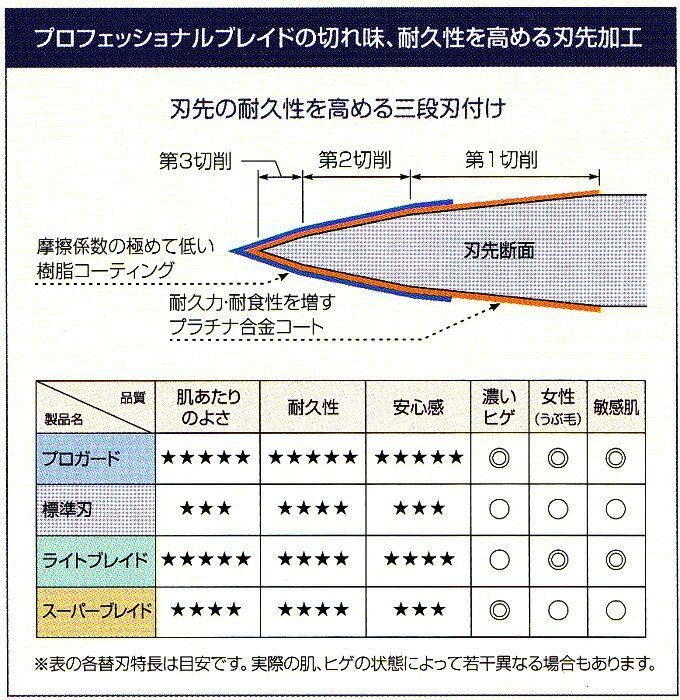 プロフェッショナルブレイドの切れ味、耐久性を高める刃先加工
刃先の耐久性を高める三段刃付け
第3切削 第2切削 第1切削
摩擦係数の極めて低い
樹脂コーティング
刃先断面
耐久力・耐食性を増す
プラチナ合金コート
品質
製品名
肌あたり
のよさ
耐久性
安心感
濃い
ヒゲ
女性
(うぶ毛)
敏感肌
プロガード ★★★★★ ★★★★★ ★★★★★ ◎ ◎ ◎
標準刃 ★★★ ★★★★ ★★★ ○ ○ ○
ライトブレイド ★★★★★ ★★★★ ★★★★ ○ ◎ ◎
スーパーブレイド ★★★★ ★★★★ ★★★ ◎ ○ ○
※表の各替刃特長は目安です。実際の肌、ヒゲの状態によって若干異なる場合もあります。